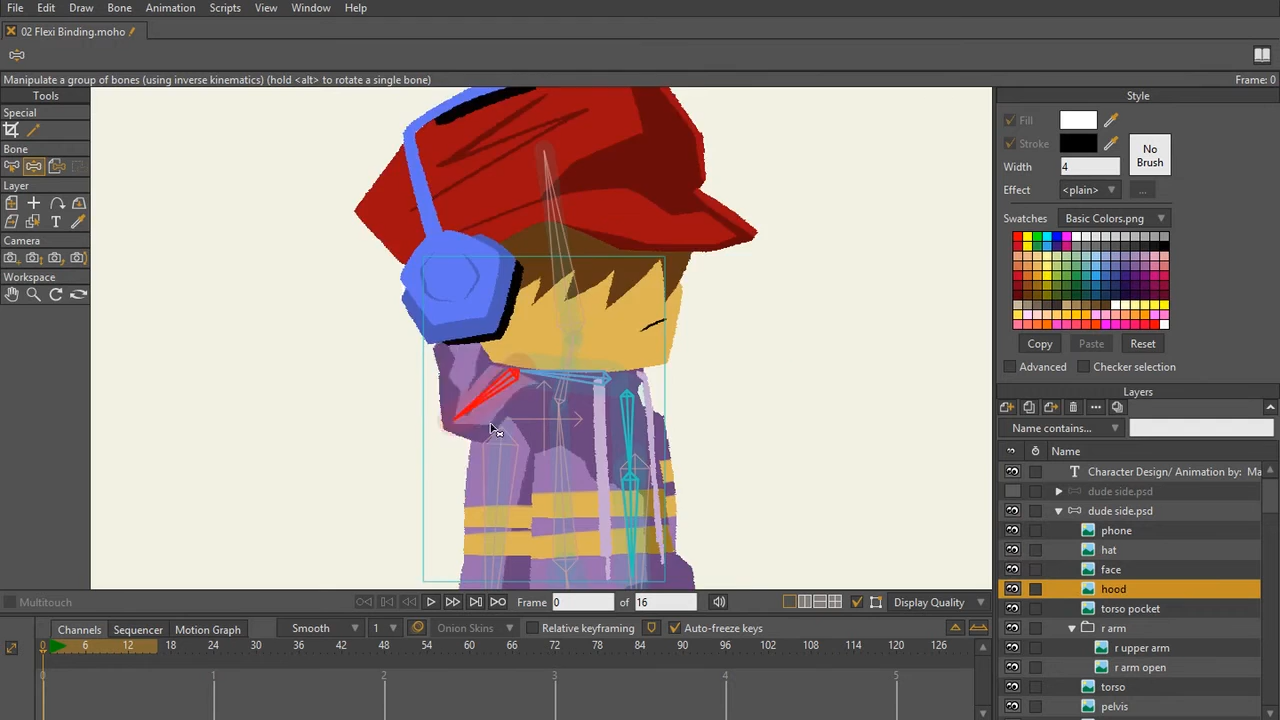 File Edit Draw Bone Animation Scripts View Window Help
02 Flexi Binding.moho
Manipulate a group of bones (using inverse kinematics) (hold <alt> to rotate a single bone) Frame: 0
Tools
Special
Bone
Layer
Camera
Workspace
Style
Fill
Stroke
No Brush
Width 4
Effect <plain> ...
Swatches Basic Colors.png
Copy Paste Reset
Advanced Checker selection
Layers
Name contains...
Name
Character Design/ Animation by: Ma
dude side.psd
dude side.psd
phone
hat
face
hood
torso pocket
r arm
r upper arm
r arm open
torso
pelvis
Multitouch Frame 0 of 16 Display Quality
Channels Sequencer Motion Graph Smooth 1 Onion Skins Relative keyframing Auto-freeze keys
0 6 12 18 24 30 36 42 48 54 60 66 72 78 84 90 96 102 108 114 120 126
0 1 2 3 4 5